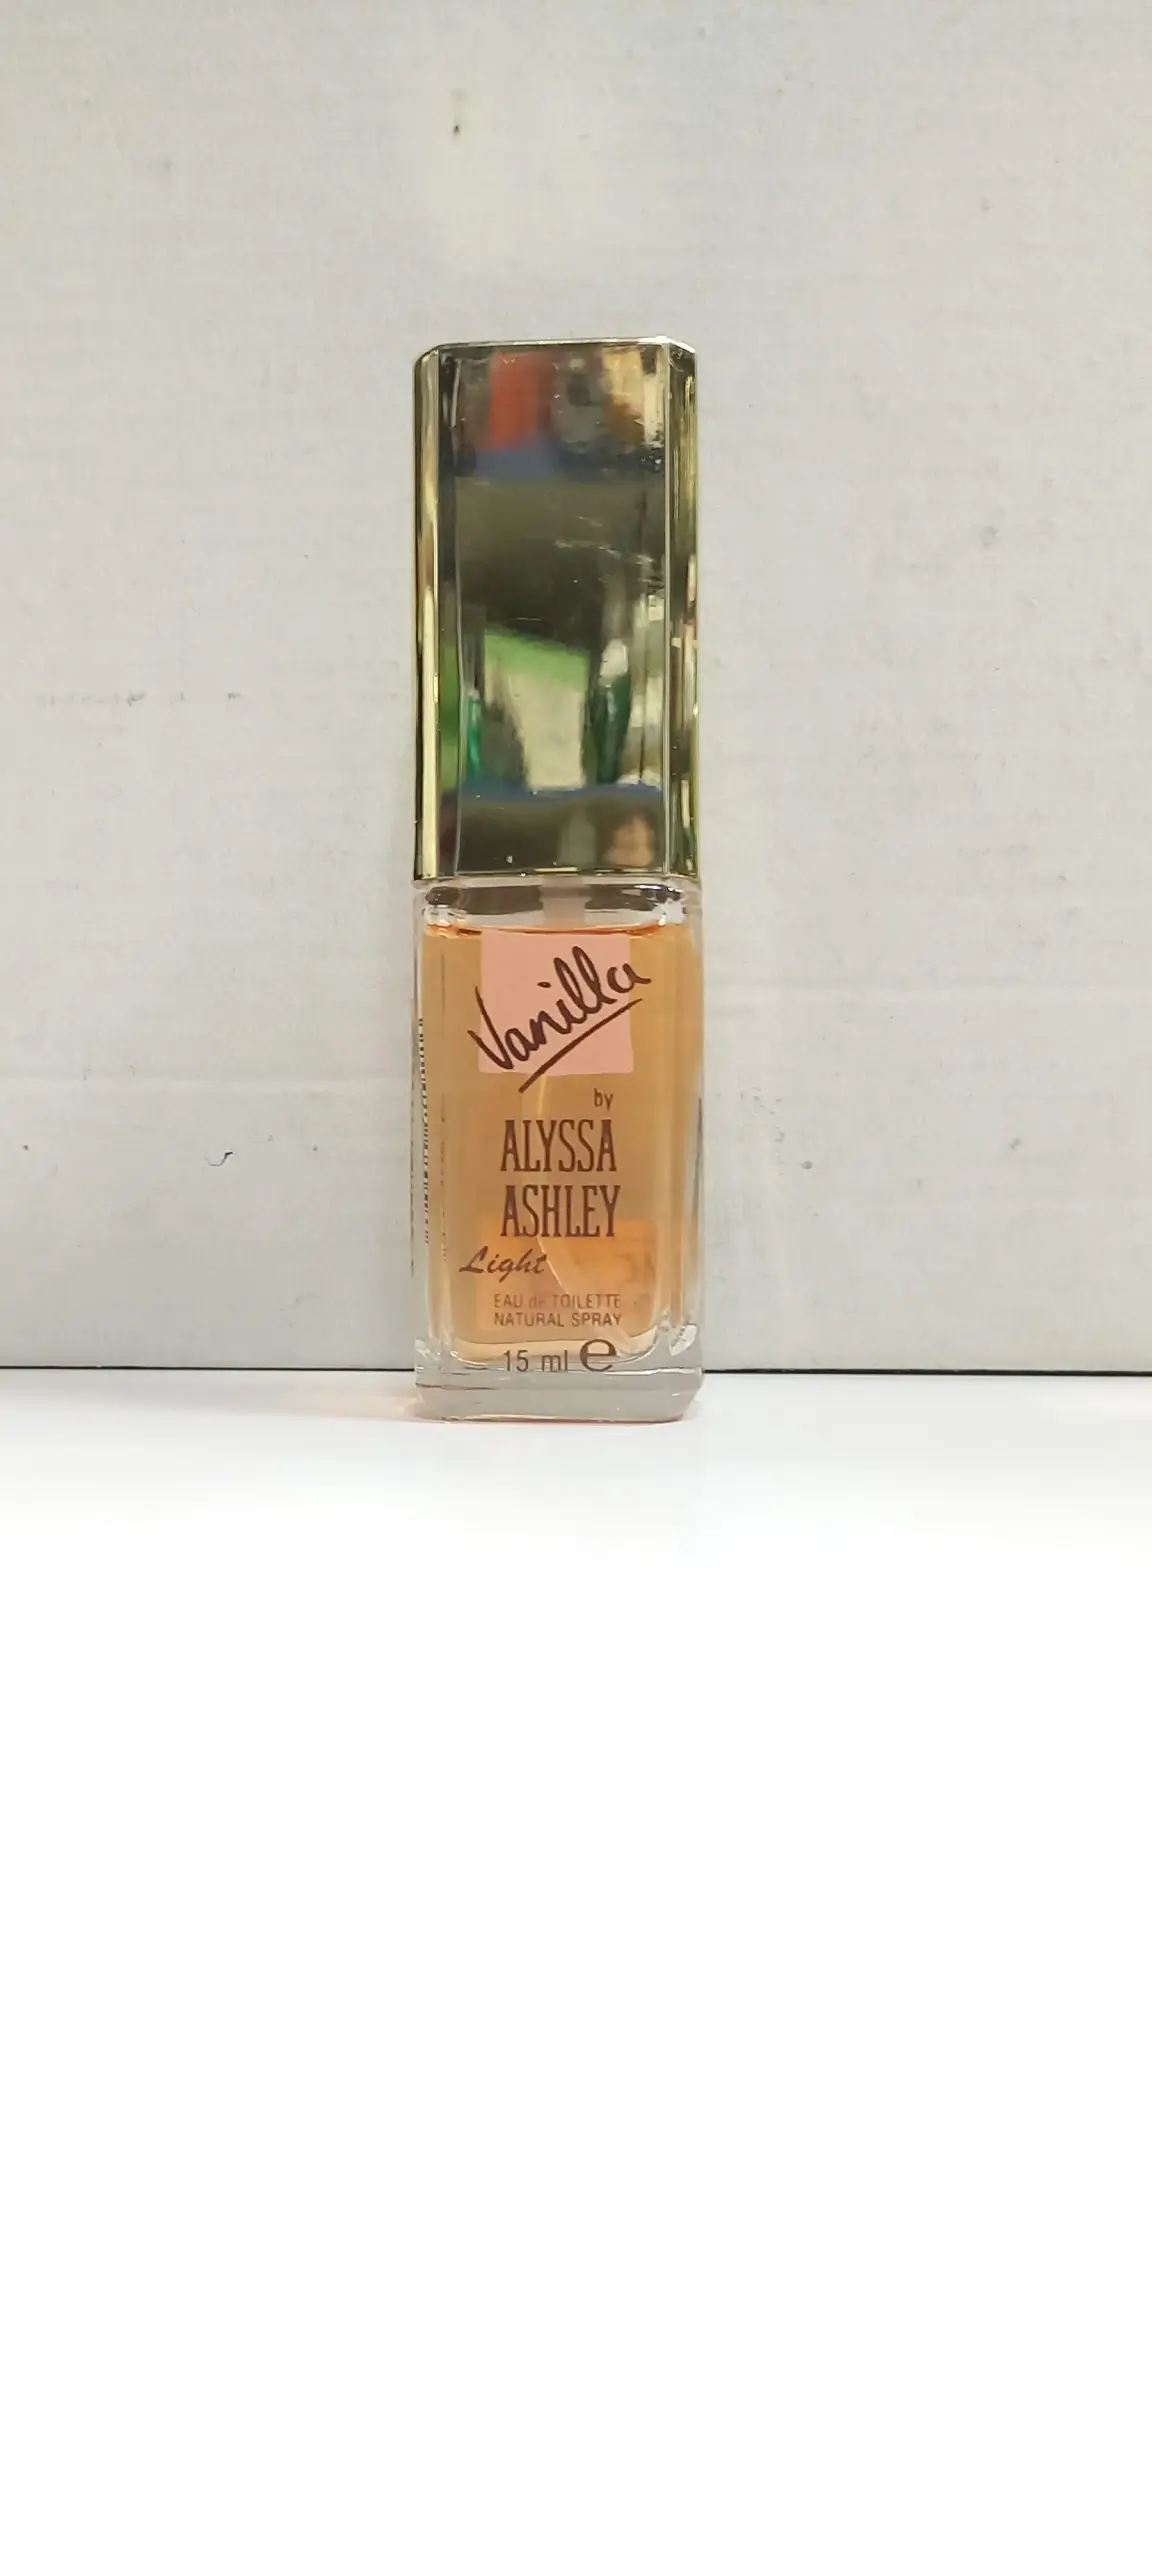 Vanilla
by
ALYSSA
ASHLEY
Light
EAU de TOILETTE
NATURAL SPRAY
15 ml ℮